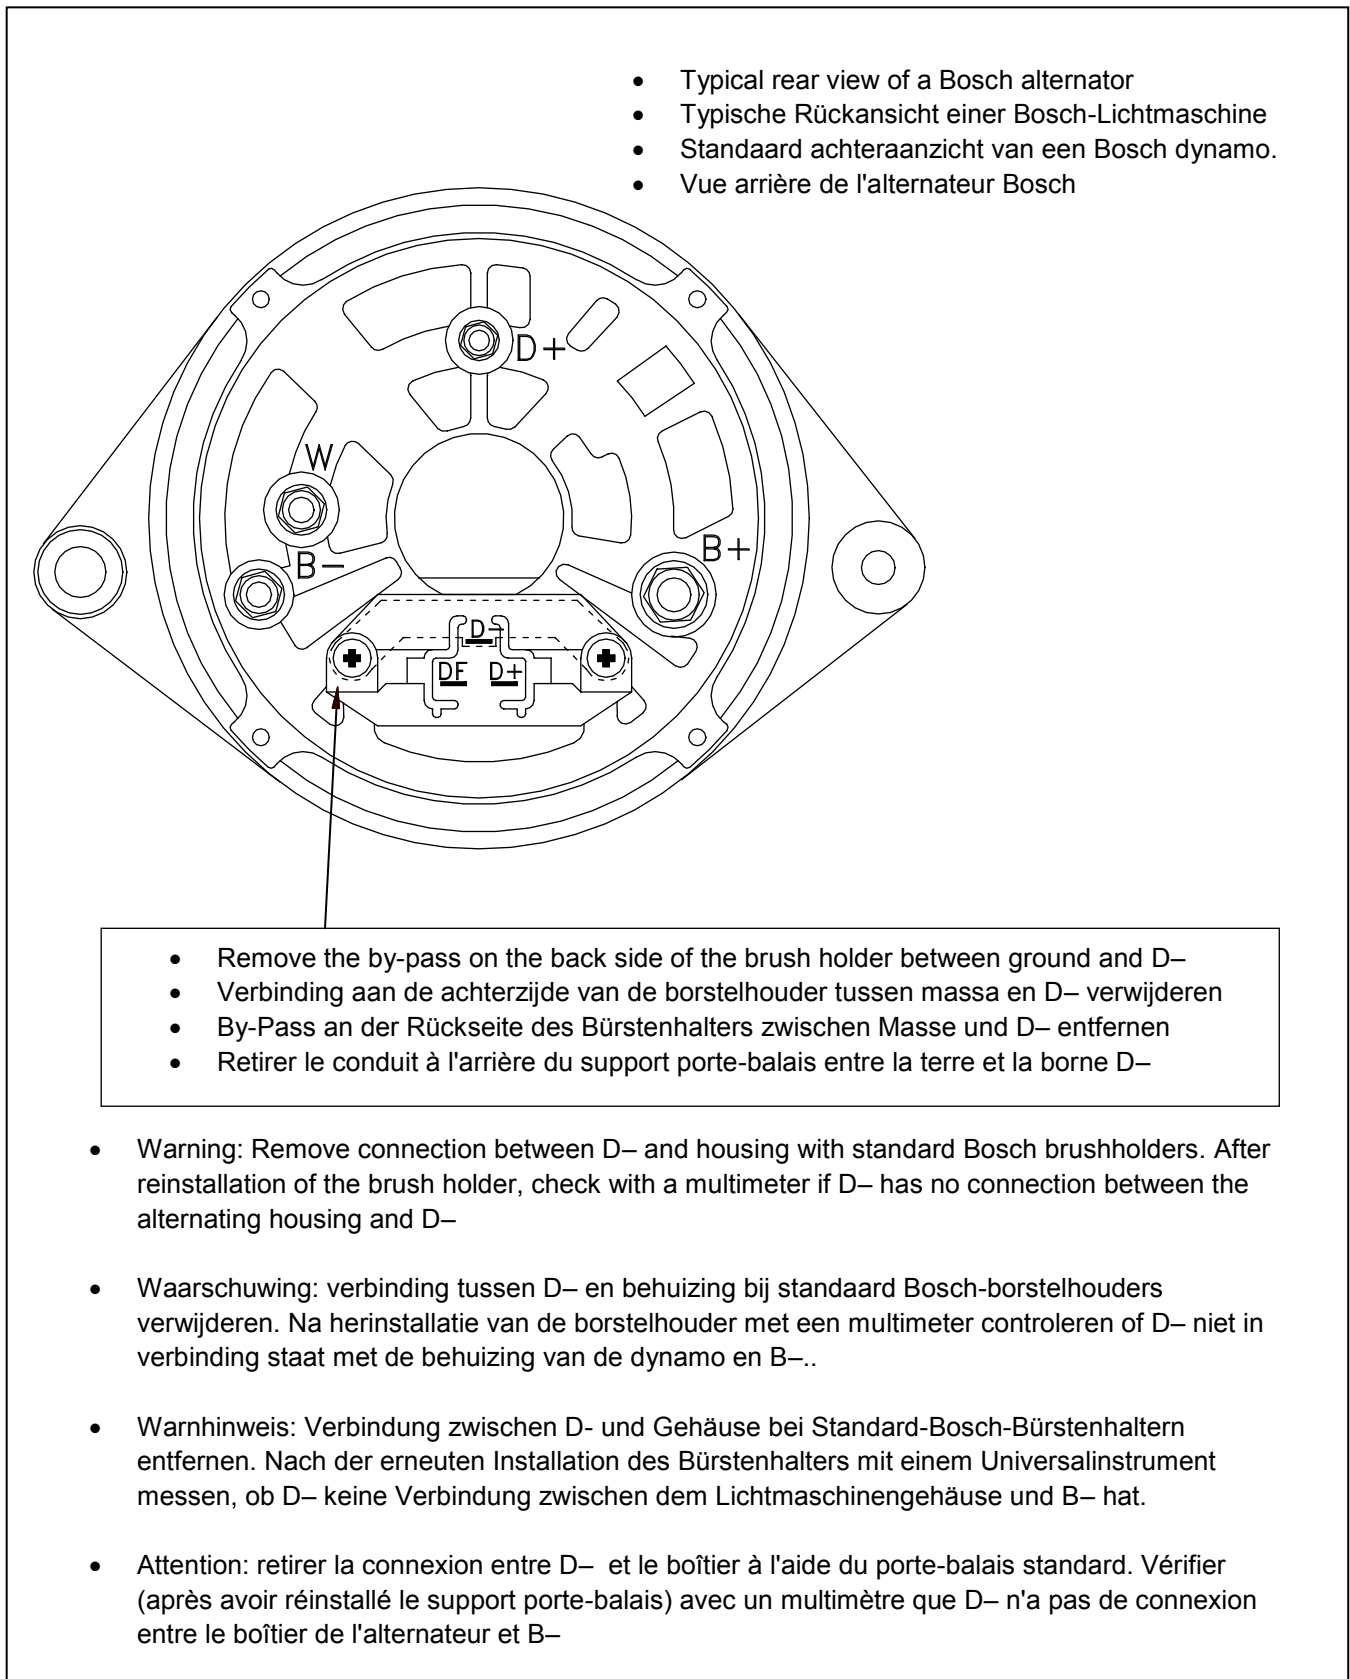 • Typical rear view of a Bosch alternator
• Typische Rückansicht einer Bosch-Lichtmaschine
• Standaard achteraanzicht van een Bosch dynamo.
• Vue arrière de l'alternateur Bosch
D+
W
B–
B+
D–
DF D+
• Remove the by-pass on the back side of the brush holder between ground and D–
• Verbinding aan de achterzijde van de borstelhouder tussen massa en D– verwijderen
• By-Pass an der Rückseite des Bürstenhalters zwischen Masse und D– entfernen
• Retirer le conduit à l'arrière du support porte-balais entre la terre et la borne D–
• Warning: Remove connection between D– and housing with standard Bosch brushholders. After
reinstallation of the brush holder, check with a multimeter if D– has no connection between the
alternating housing and D–
• Waarschuwing: verbinding tussen D– en behuizing bij standaard Bosch-borstelhouders
verwijderen. Na herinstallatie van de borstelhouder met een multimeter controleren of D– niet in
verbinding staat met de behuizing van de dynamo en B–..
• Warnhinweis: Verbindung zwischen D- und Gehäuse bei Standard-Bosch-Bürstenhaltern
entfernen. Nach der erneuten Installation des Bürstenhalters mit einem Universalinstrument
messen, ob D– keine Verbindung zwischen dem Lichtmaschinengehäuse und B– hat.
• Attention: retirer la connexion entre D– et le boîtier à l'aide du porte-balais standard. Vérifier
(après avoir réinstallé le support porte-balais) avec un multimètre que D– n'a pas de connexion
entre le boîtier de l'alternateur et B–